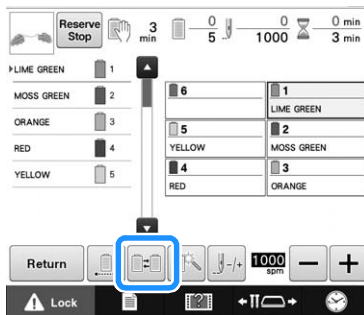 Reserve Stop
3 min
0
5
0
1000
0 min
3 min
LIME GREEN 1
MOSS GREEN 2
ORANGE 3
RED 4
YELLOW 5
6
1
LIME GREEN
5
YELLOW
2
MOSS GREEN
4
RED
3
ORANGE
Return
-/+
1000
spm
− +
Lock
?